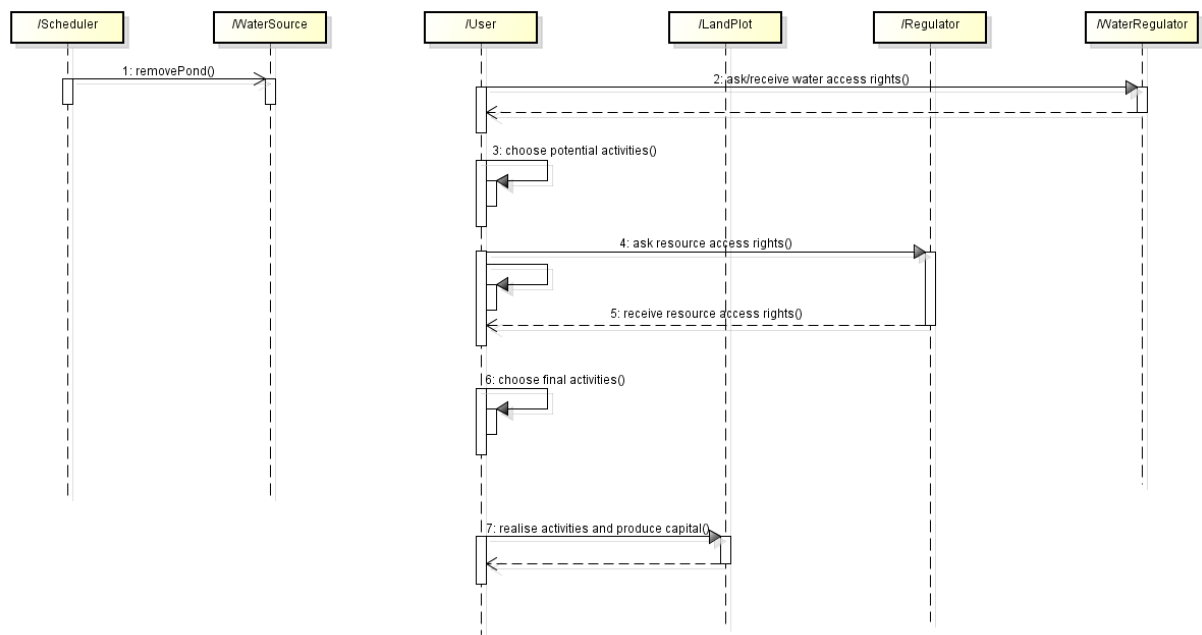 /Scheduler
/WaterSource
/User
/LandPlot
/Regulator
/WaterRegulator
1: removePond()
2: ask/receive water access rights()
3: choose potential activities()
4: ask resource access rights()
5: receive resource access rights()
6: choose final activities()
7: realise activities and produce capital()